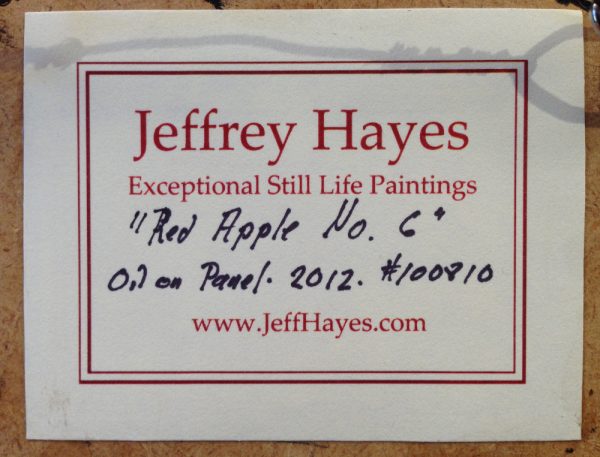 Jeffrey Hayes
Exceptional Still Life Paintings
"Red Apple No. 6"
Oil on Panel. 2012. #100810
www.JeffHayes.com